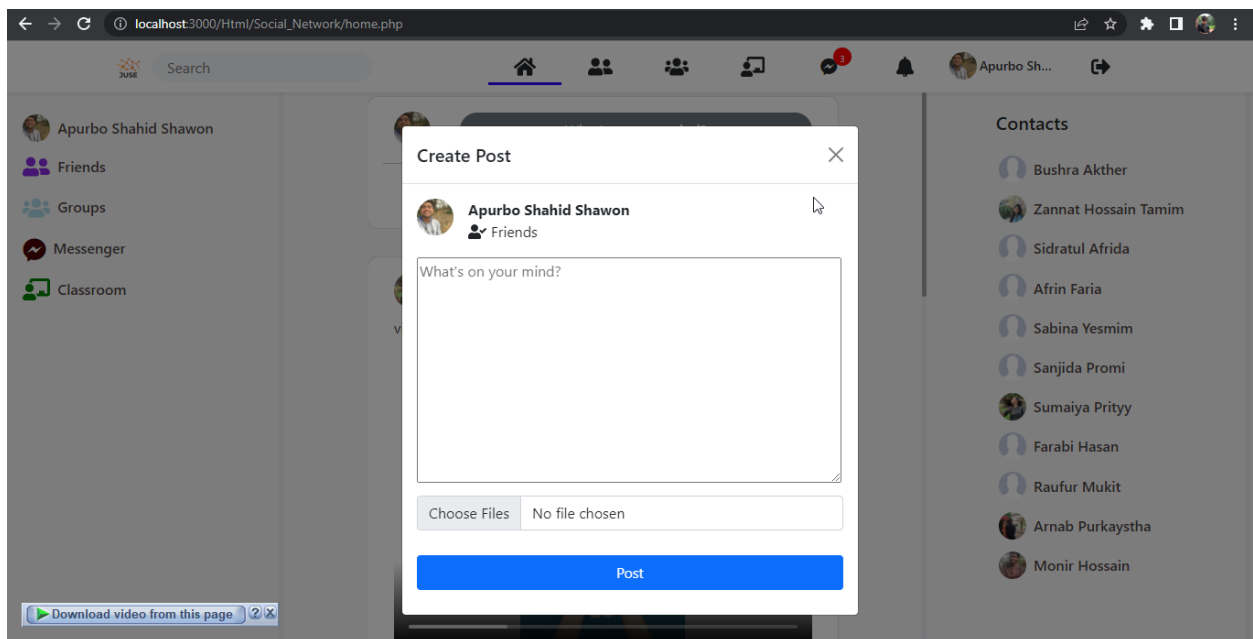 localhost:3000/Html/Social_Network/home.php
JUSE
Search
3
Apurbo Sh...
Apurbo Shahid Shawon
Friends
Groups
Messenger
Classroom
Create Post
Apurbo Shahid Shawon
Friends
What's on your mind?
Choose Files No file chosen
Post
Contacts
Bushra Akther
Zannat Hossain Tamim
Sidratul Afrida
Afrin Faria
Sabina Yesmim
Sanjida Promi
Sumaiya Prityy
Farabi Hasan
Raufur Mukit
Arnab Purkaystha
Monir Hossain
Download video from this page ? X